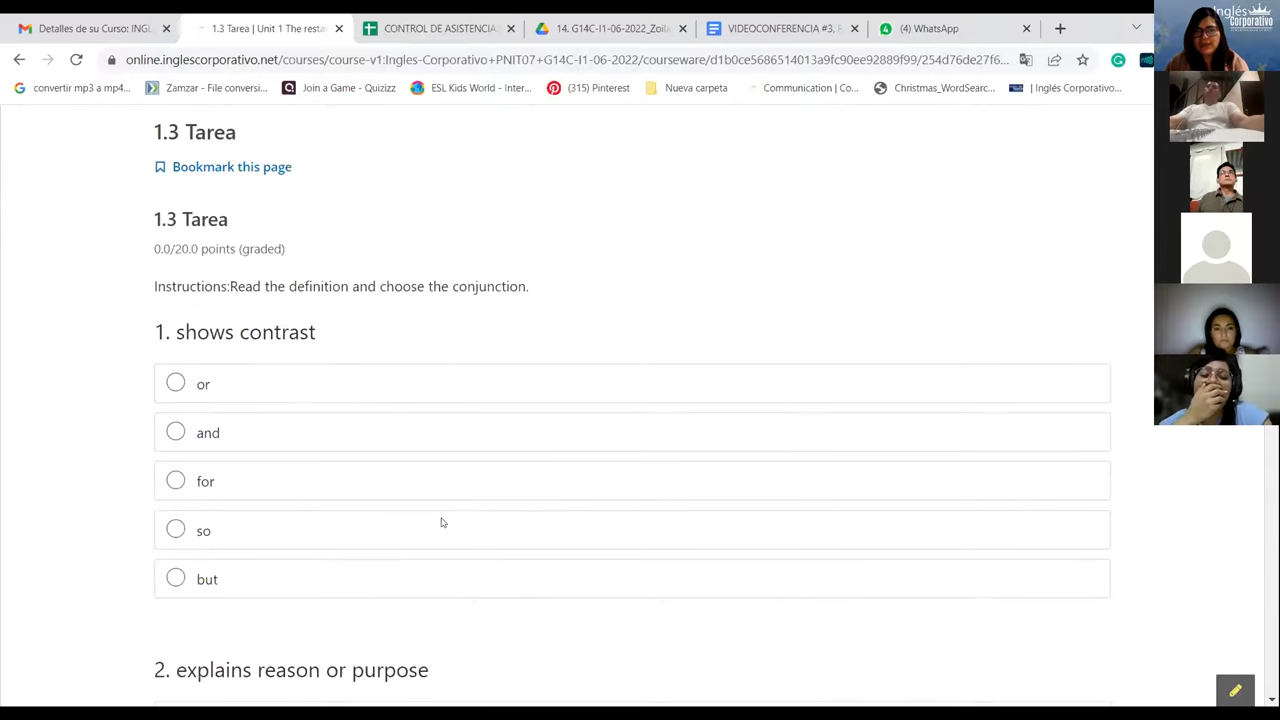 Detalles de su Curso: INGL
1.3 Tarea | Unit 1 The resta
CONTROL DE ASISTENCIA
1.1 G14C-I1-06-2022_Zoila
VIDEOCONFERENCIA #3, F
(4) WhatsApp
online.inglescorporativo.net/courses/course-v1:Ingles-Corporativo+PNIT07+G14C-I1-06-2022/courseware/d1b0ce5686514013a9fc90ee92899f99/254d76de27f6...
convertir mp3 a mp4...
Zamzar - File conversi...
Join a Game - Quizizz
ESL Kids World - Inter...
(315) Pinterest
Nueva carpeta
Communication | Co...
Christmas_WordSearc...
| Inglés Corporativo...
Inglés
Corporativo
1.3 Tarea
Bookmark this page
1.3 Tarea
0.0/20.0 points (graded)
Instructions:Read the definition and choose the conjunction.
1. shows contrast
or
and
for
so
but
2. explains reason or purpose